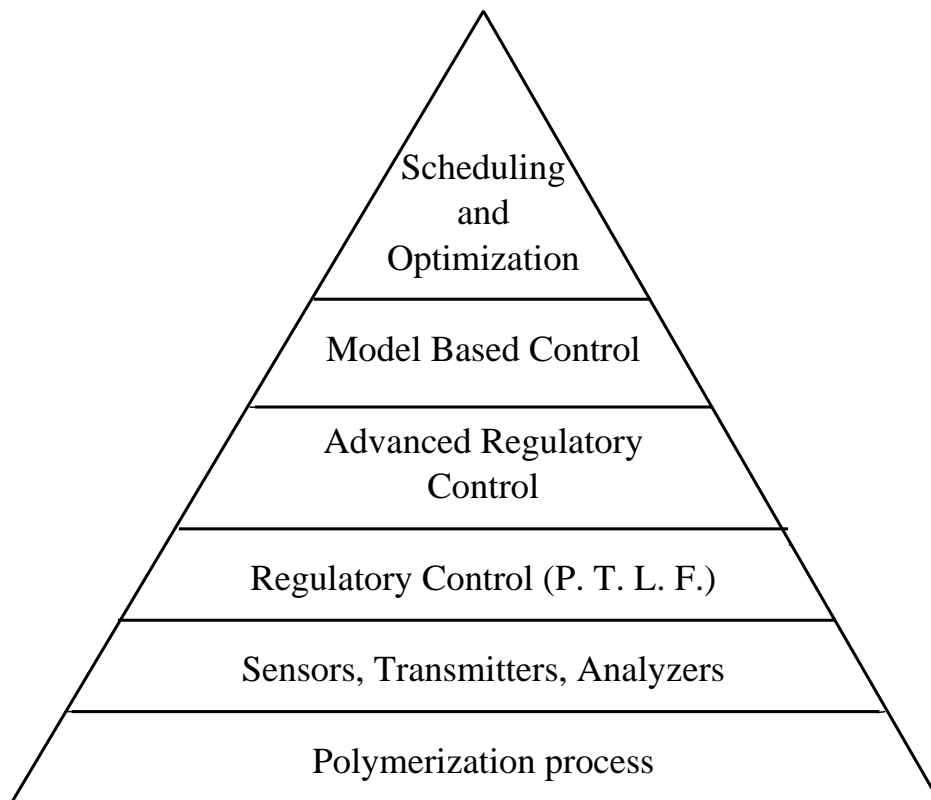 Scheduling
and
Optimization
Model Based Control
Advanced Regulatory
Control
Regulatory Control (P. T. L. F.)
Sensors, Transmitters, Analyzers
Polymerization process